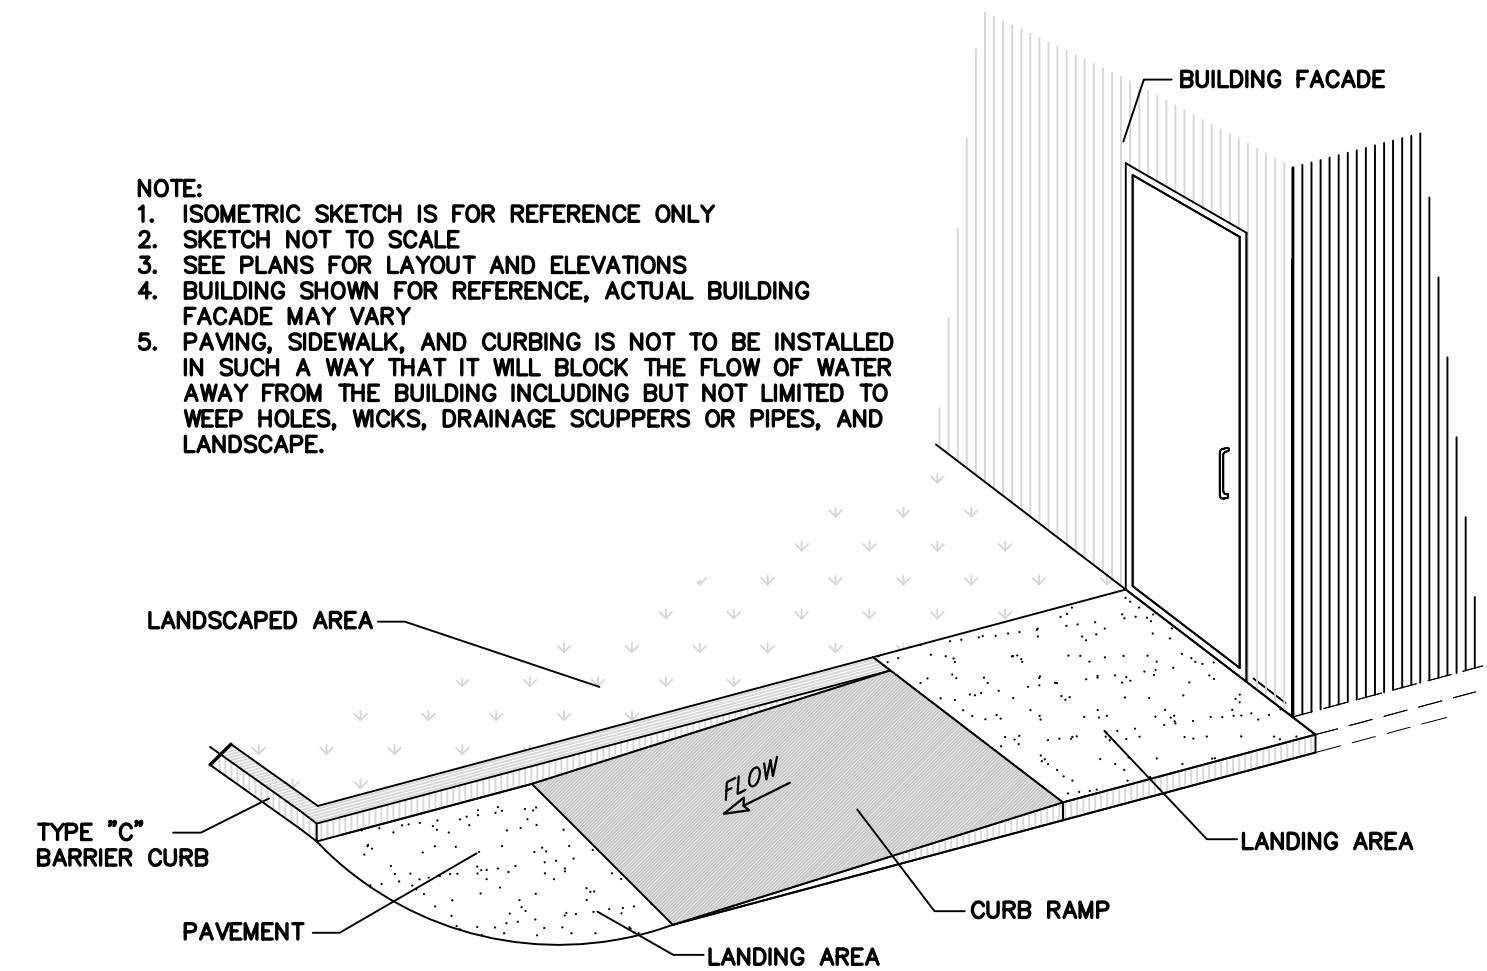 BUILDING FACADE
NOTE:
1. ISOMETRIC SKETCH IS FOR REFERENCE ONLY
2. SKETCH NOT TO SCALE
3. SEE PLANS FOR LAYOUT AND ELEVATIONS
4. BUILDING SHOWN FOR REFERENCE, ACTUAL BUILDING
FACADE MAY VARY
5. PAVING, SIDEWALK, AND CURBING IS NOT TO BE INSTALLED
IN SUCH A WAY THAT IT WILL BLOCK THE FLOW OF WATER
AWAY FROM THE BUILDING INCLUDING BUT NOT LIMITED TO
WEEP HOLES, WICKS, DRAINAGE SCUPPERS OR PIPES, AND
LANDSCAPE.
LANDSCAPED AREA
FLOW
TYPE "C"
BARRIER CURB
LANDING AREA
CURB RAMP
PAVEMENT
LANDING AREA